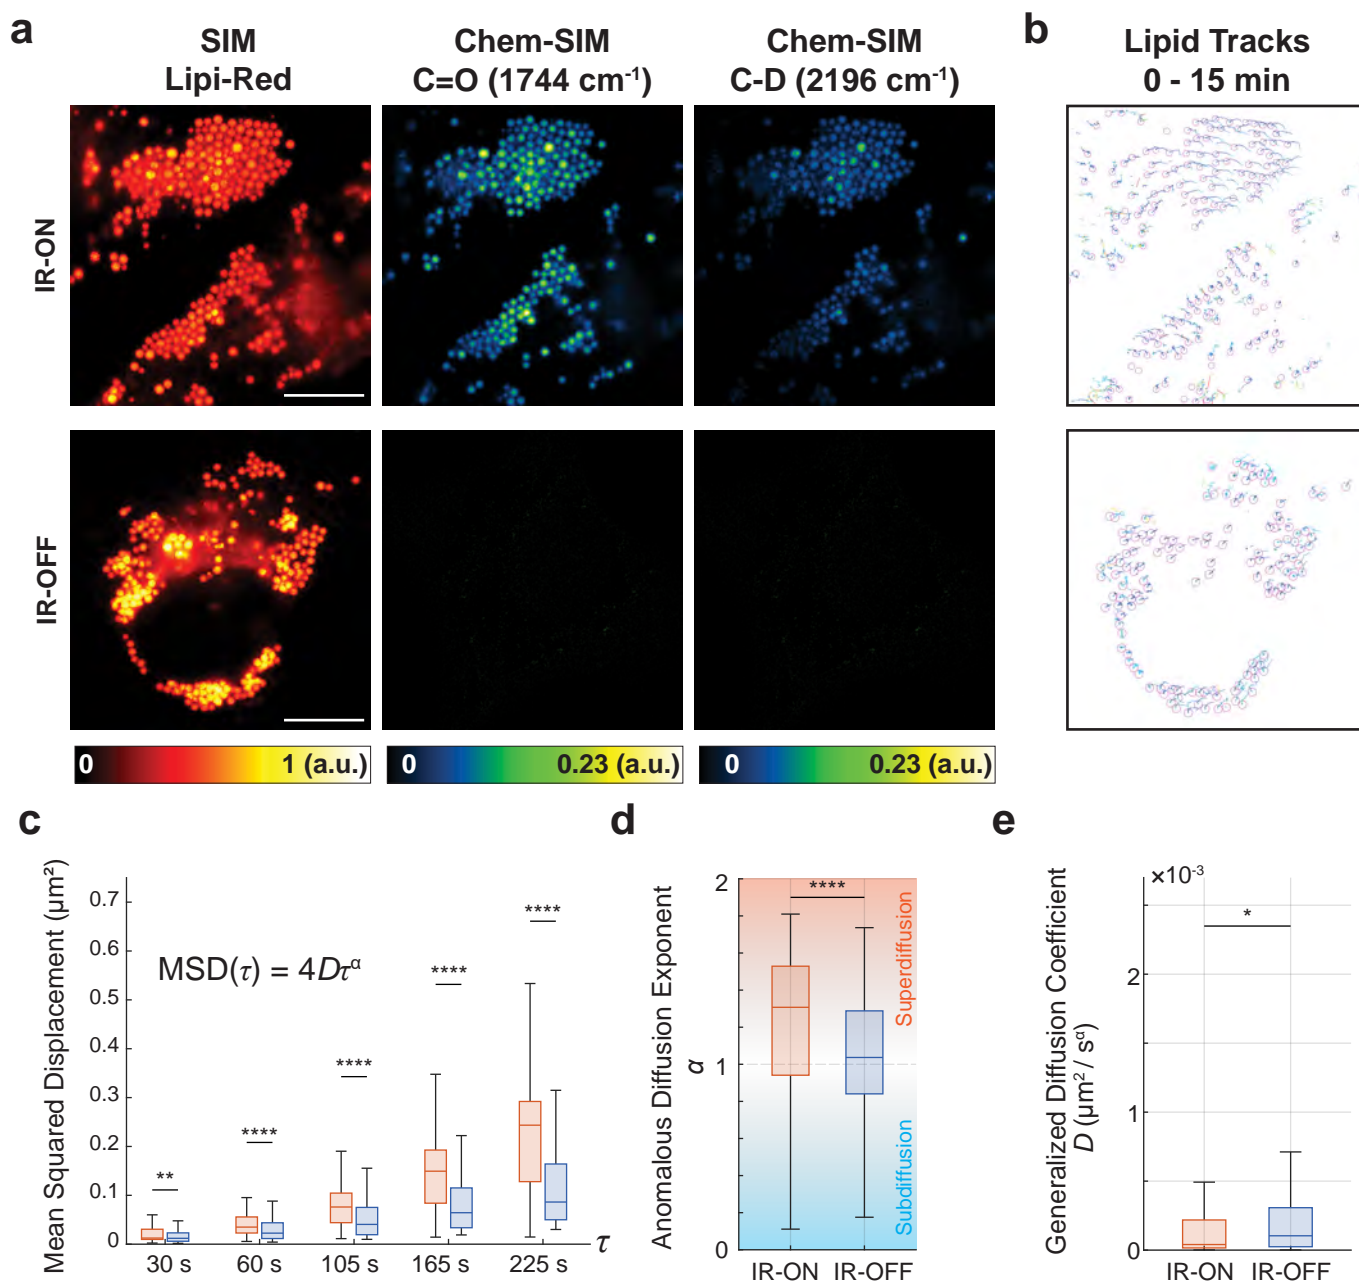 a
SIM
Lipi-Red
Chem-SIM
C=O (1744 cm⁻¹)
Chem-SIM
C-D (2196 cm⁻¹)
b
Lipid Tracks
0 - 15 min
IR-ON
IR-OFF
0
1 (a.u.)
0
0.23 (a.u.)
0
0.23 (a.u.)
c
Mean Squared Displacement (µm²)
0.7
0.6
0.5
0.4
0.3
0.2
0.1
0
MSD(τ) = 4Dτᵅ
**
****
****
****
****
30 s
60 s
105 s
165 s
225 s
τ
d
Anomalous Diffusion Exponent
α
2
1
0
****
Superdiffusion
Subdiffusion
IR-ON
IR-OFF
e
Generalized Diffusion Coefficient
D (µm² / sᵅ)
×10⁻³
2
1
0
*
IR-ON
IR-OFF